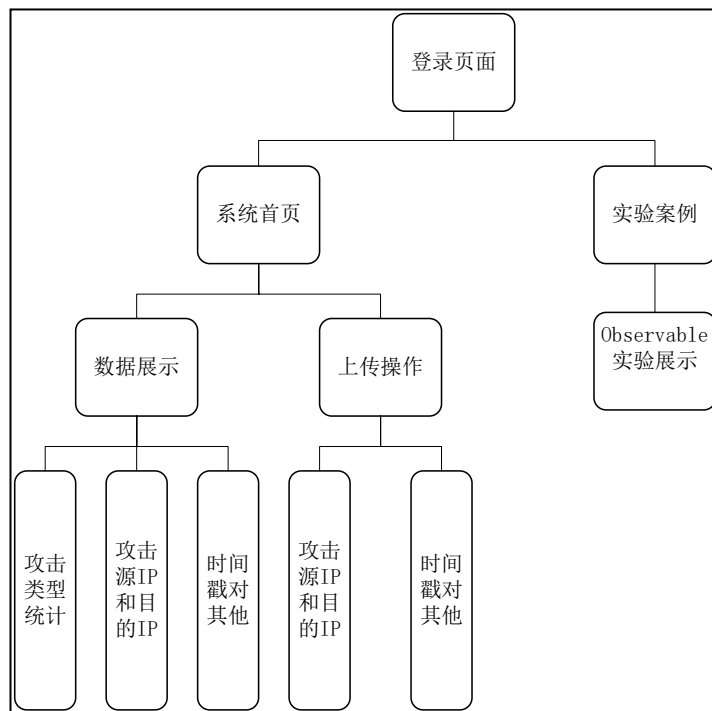 登录页面
系统首页
实验案例
数据展示
上传操作
Observable
实验展示
攻击
类型
统计
攻击
源IP
和目
的IP
时间
戳对
其他
攻击
源IP
和目
的IP
时间
戳对
其他